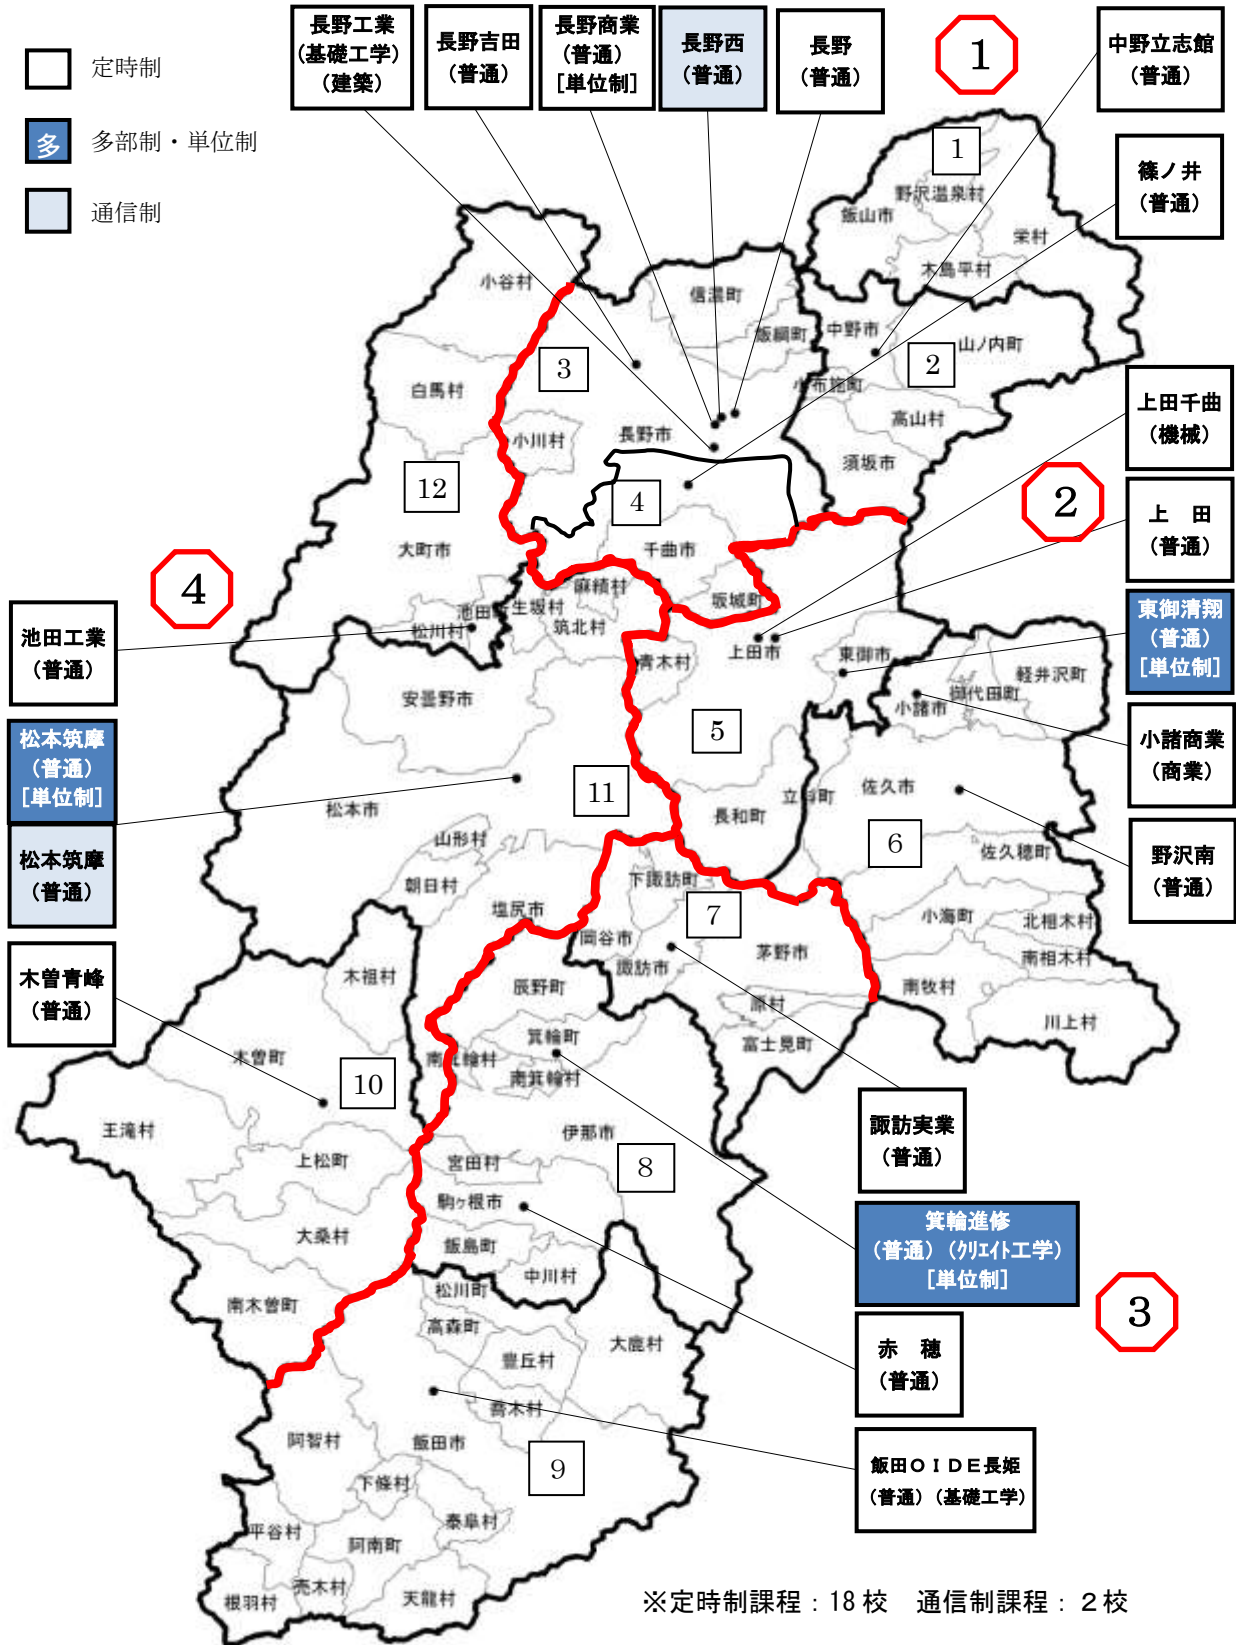 定時制
多
多部制・単位制
通信制
長野工業
(基礎工学)
(建築)
長野吉田
(普通)
長野商業
(普通)
[単位制]
長野西
(普通)
長野
(普通)
1
中野立志館
(普通)
篠ノ井
(普通)
1
野沢温泉村
飯山市
栄村
木島平村
小谷村
信濃町
飯綱町
中野市
山ノ内町
2
3
小布施町
白馬村
高山村
小川村
長野市
須坂市
上田千曲
(機械)
12
4
2
上　田
(普通)
大町市
千曲市
4
麻績村
坂城町
池田町
生坂村
筑北村
松川村
池田工業
(普通)
東御清翔
(普通)
[単位制]
上田市
東御市
青木村
軽井沢町
御代田町
小諸市
安曇野市
5
小諸商業
(商業)
松本筑摩
(普通)
[単位制]
松本筑摩
(普通)
松本市
11
長和町
立科町
佐久市
6
山形村
朝日村
佐久穂町
野沢南
(普通)
下諏訪町
7
塩尻市
岡谷市
諏訪市
茅野市
小海町
北相木村
南相木村
南牧村
川上村
木曽青峰
(普通)
木祖村
辰野町
原村
富士見町
箕輪町
南箕輪村
南箕輪村
木曽町
10
王滝村
上松町
伊那市
8
宮田村
諏訪実業
(普通)
駒ヶ根市
大桑村
飯島町
中川村
箕輪進修
(普通)(クリエイト工学)
[単位制]
3
南木曽町
松川町
高森町
大鹿村
豊丘村
赤　穂
(普通)
喬木村
阿智村
飯田市
9
飯田ＯＩＤＥ長姫
(普通)(基礎工学)
下條村
平谷村
泰阜村
阿南町
売木村
天龍村
根羽村
※定時制課程：18校　通信制課程：２校